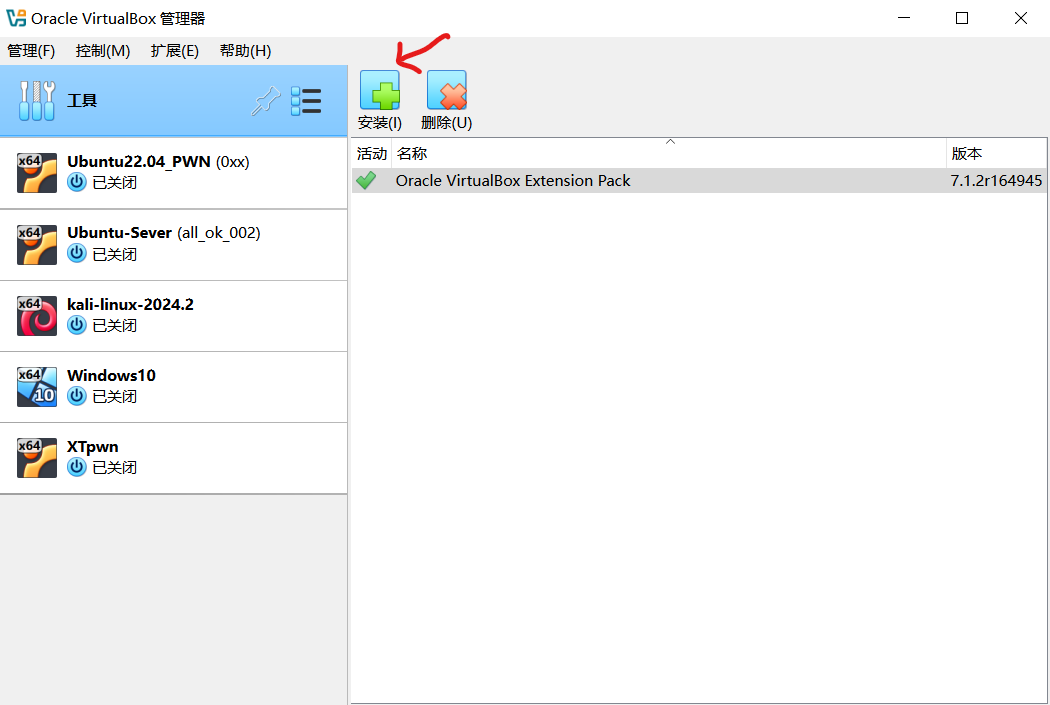 Oracle VirtualBox 管理器
管理(F) 控制(M) 扩展(E) 帮助(H)
工具
安装(I) 删除(U)
活动 名称 版本
Oracle VirtualBox Extension Pack 7.1.2r164945
x64 Ubuntu22.04_PWN (0xx)
已关闭
x64 Ubuntu-Sever (all_ok_002)
已关闭
x64 kali-linux-2024.2
已关闭
x64 Windows10
10 已关闭
x64 XTpwn
已关闭